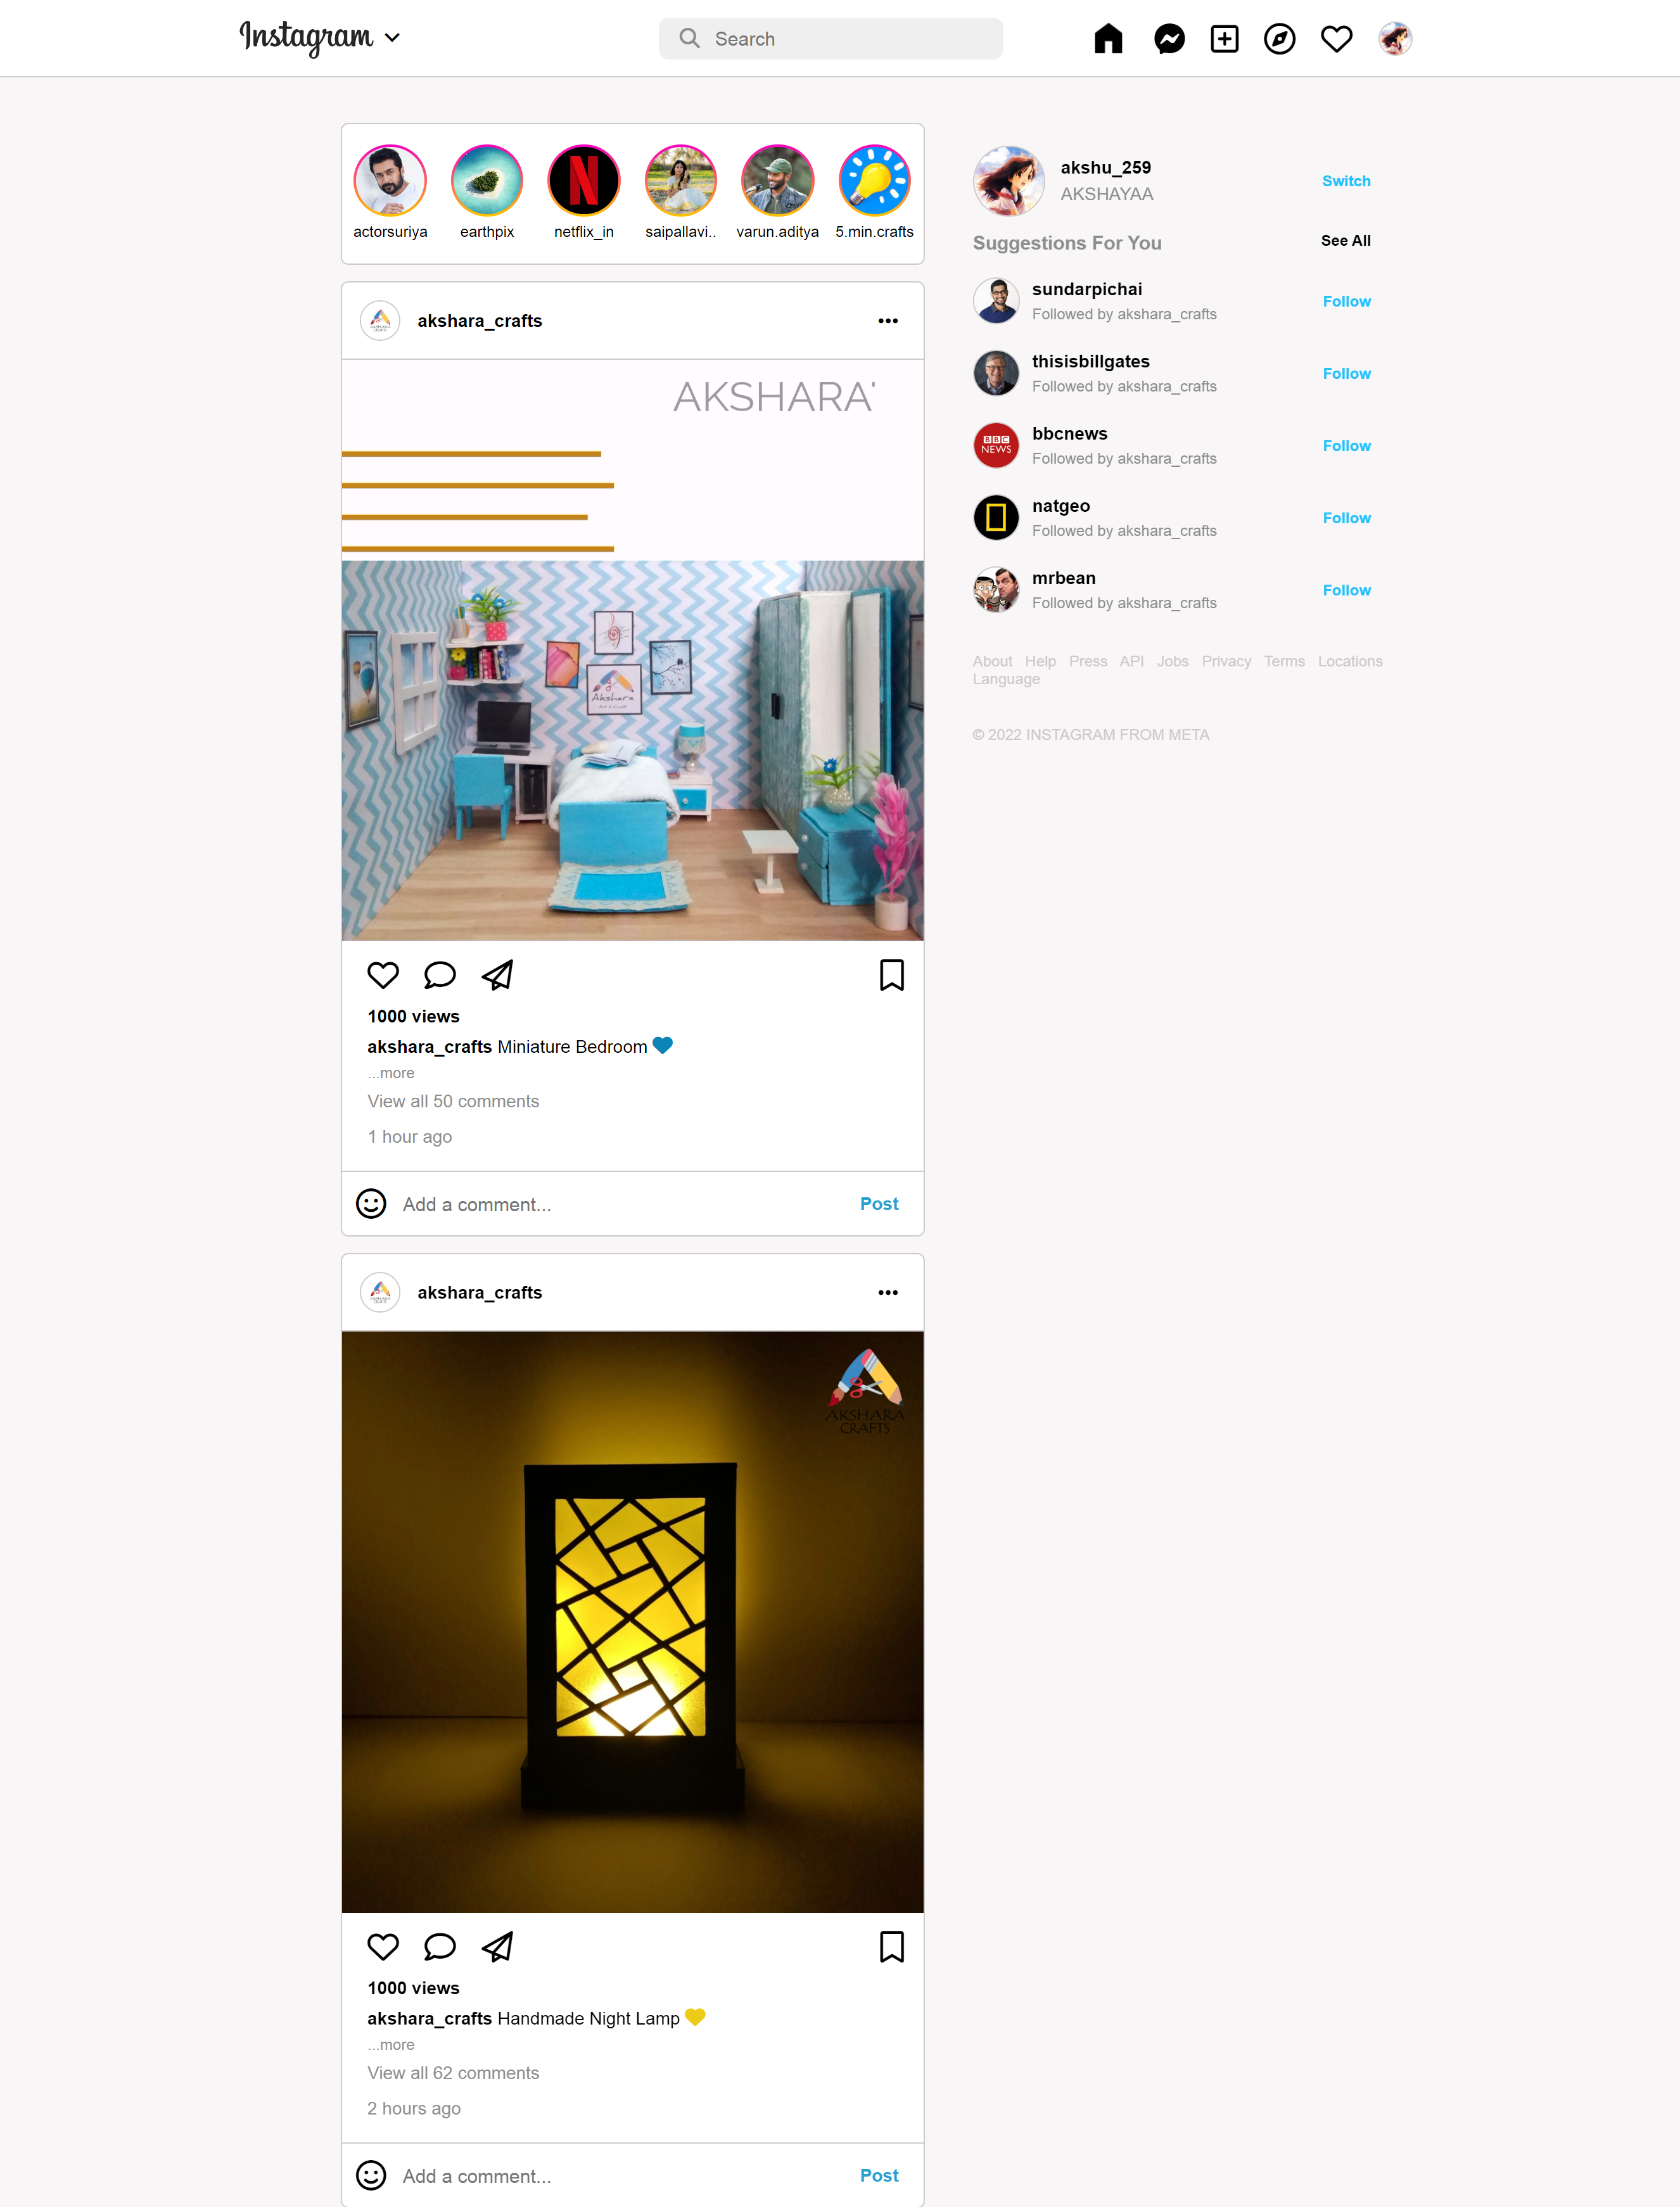 Instagram
Search
actorsuriya
earthpix
netflix_in
saipallavi..
varun.aditya
5.min.crafts
akshara_crafts
AKSHARA'
Akshara
Art & Craft
1000 views
akshara_crafts Miniature Bedroom
...more
View all 50 comments
1 hour ago
Add a comment... Post
akshara_crafts
AKSHARA
CRAFTS
1000 views
akshara_crafts Handmade Night Lamp
...more
View all 62 comments
2 hours ago
Add a comment... Post
akshu_259
AKSHAYAA
Switch
Suggestions For You See All
sundarpichai
Followed by akshara_crafts
Follow
thisisbillgates
Followed by akshara_crafts
Follow
BBC
NEWS
bbcnews
Followed by akshara_crafts
Follow
natgeo
Followed by akshara_crafts
Follow
mrbean
Followed by akshara_crafts
Follow
About Help Press API Jobs Privacy Terms Locations
Language
© 2022 INSTAGRAM FROM META